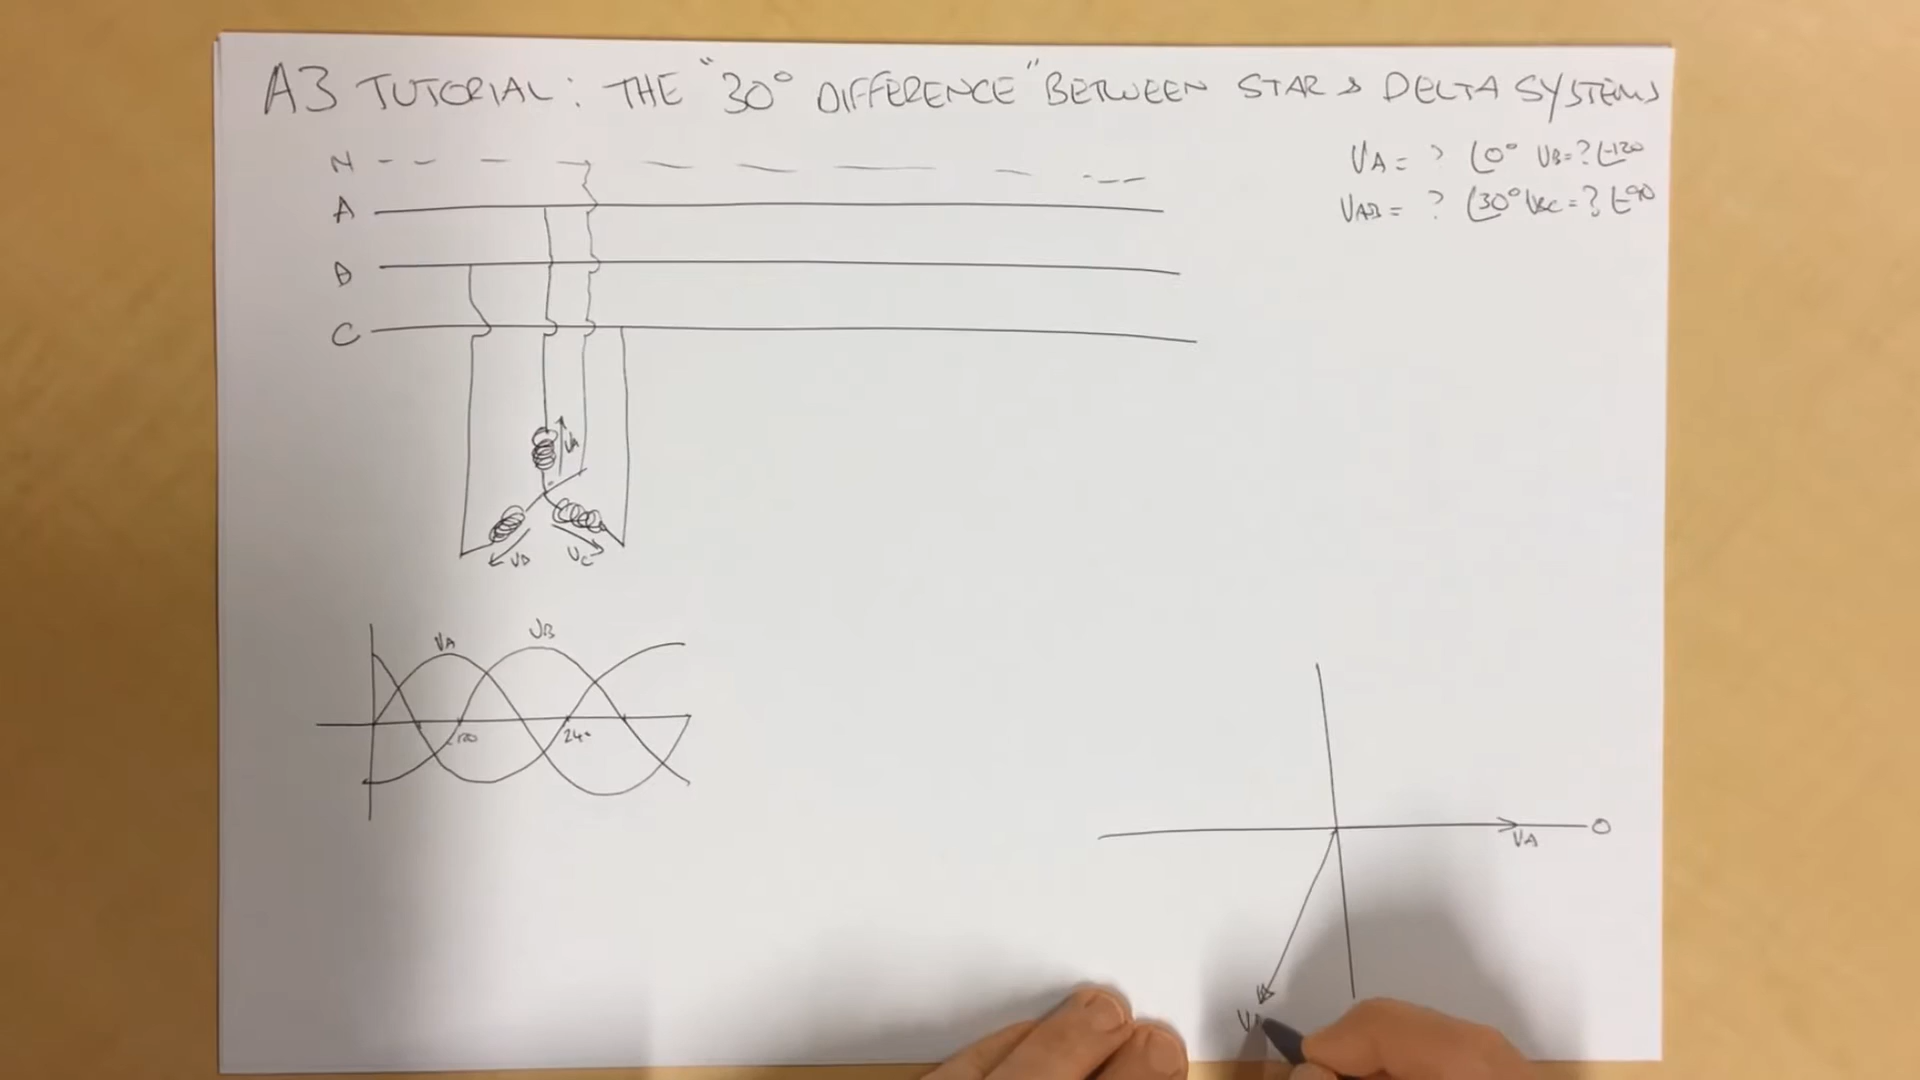 A3 TUTORIAL: THE "30° DIFFERENCE" BETWEEN STAR & DELTA SYSTEMS
VA = ? ∠0° VB=? ∠-120
VAB = ? ∠30° VBC=? ∠-90
N
A
B
C
VA
VB
VC
VA
VB
120
240
O
VA